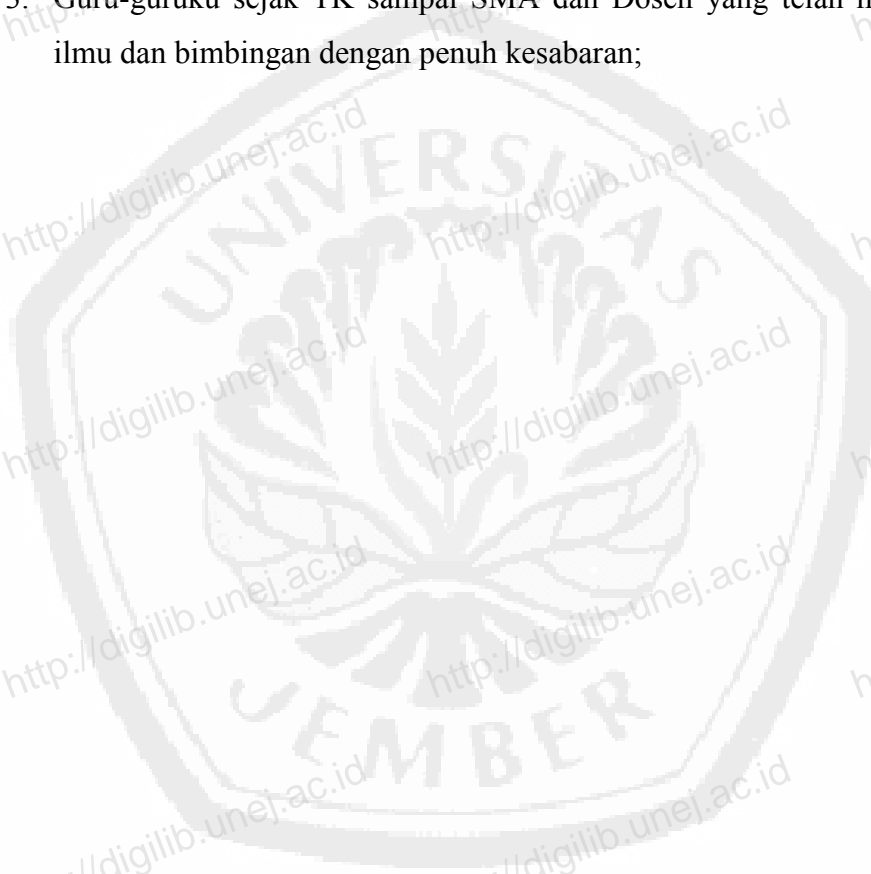 3. Guru-guruku sejak TK sampai SMA dan Dosen yang telah
ilmu dan bimbingan dengan penuh kesabaran;
http://digilib.unej.ac.id http://digilib.unej.ac.id
UNIVERSITAS
http://digilib.unej.ac.id http://digilib.unej.ac.id
http://digilib.unej.ac.id http://digilib.unej.ac.id
JEMBER
digilib.unej.ac.id digilib.unej.ac.id